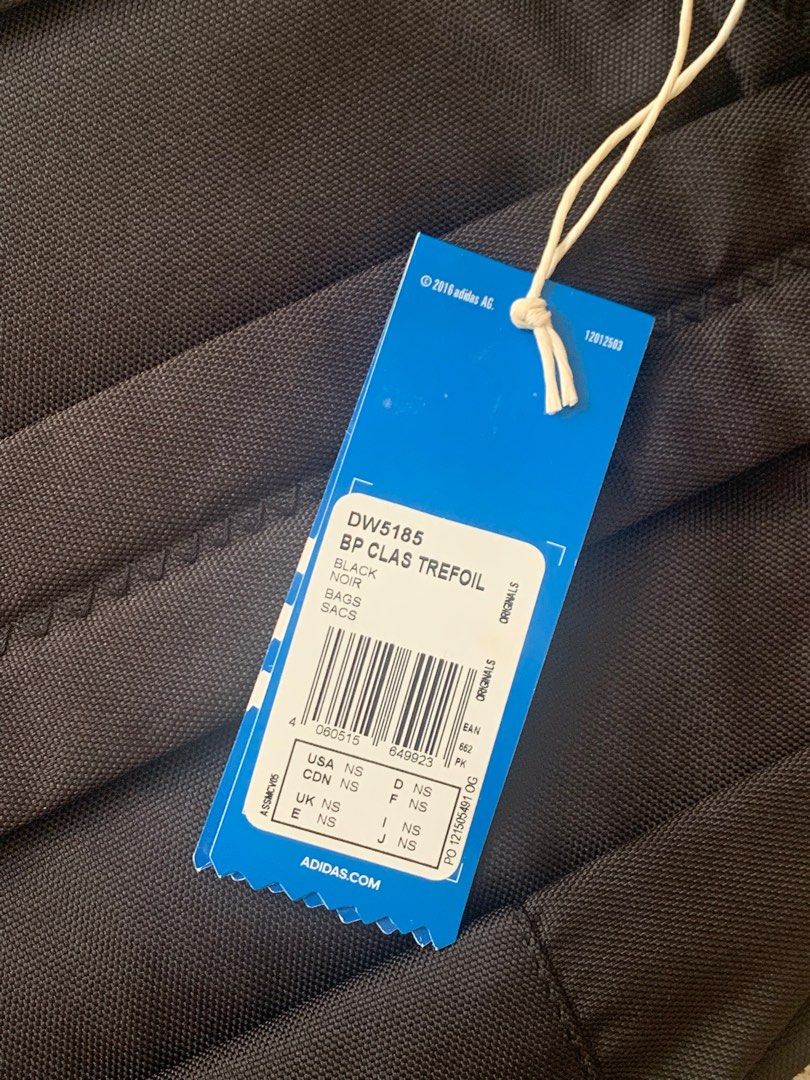 © 2016 adidas AG.
12012503
DW5185
BP CLAS TREFOIL
BLACK
NOIR
BAGS
SACS
ORIGINALS
ORIGINALS
4 060515 649923
EAN
662
PK
USA NS D NS
CDN NS F NS
UK NS I NS
E NS J NS
ASSMCV05
PO 121505491 OG
ADIDAS.COM